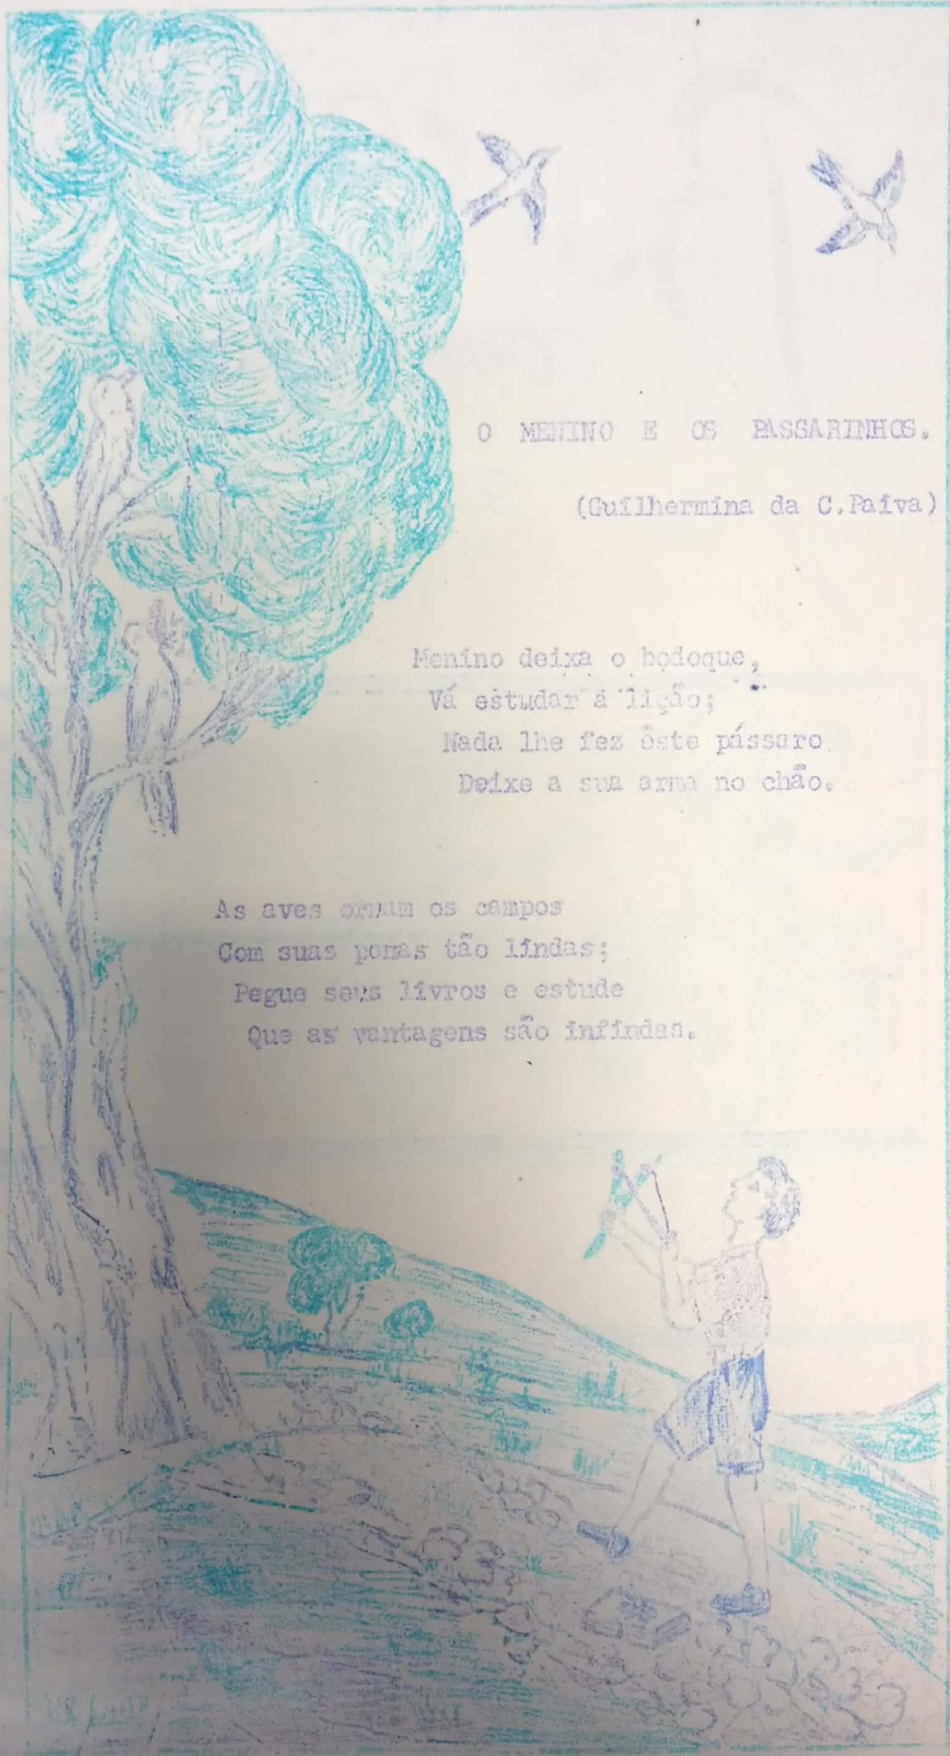 O MENINO E OS PASSARINHOS.
(Guilhermina da C.Paiva)
Menino deixa o bodoque,
Vá estudar a lição;
Nada lhe fez êste pássaro
Deixe a sua arma no chão.
As aves ornam os campos
Com suas penas tão lindas;
Pegue seus livros e estude
Que as vantagens são infindas.